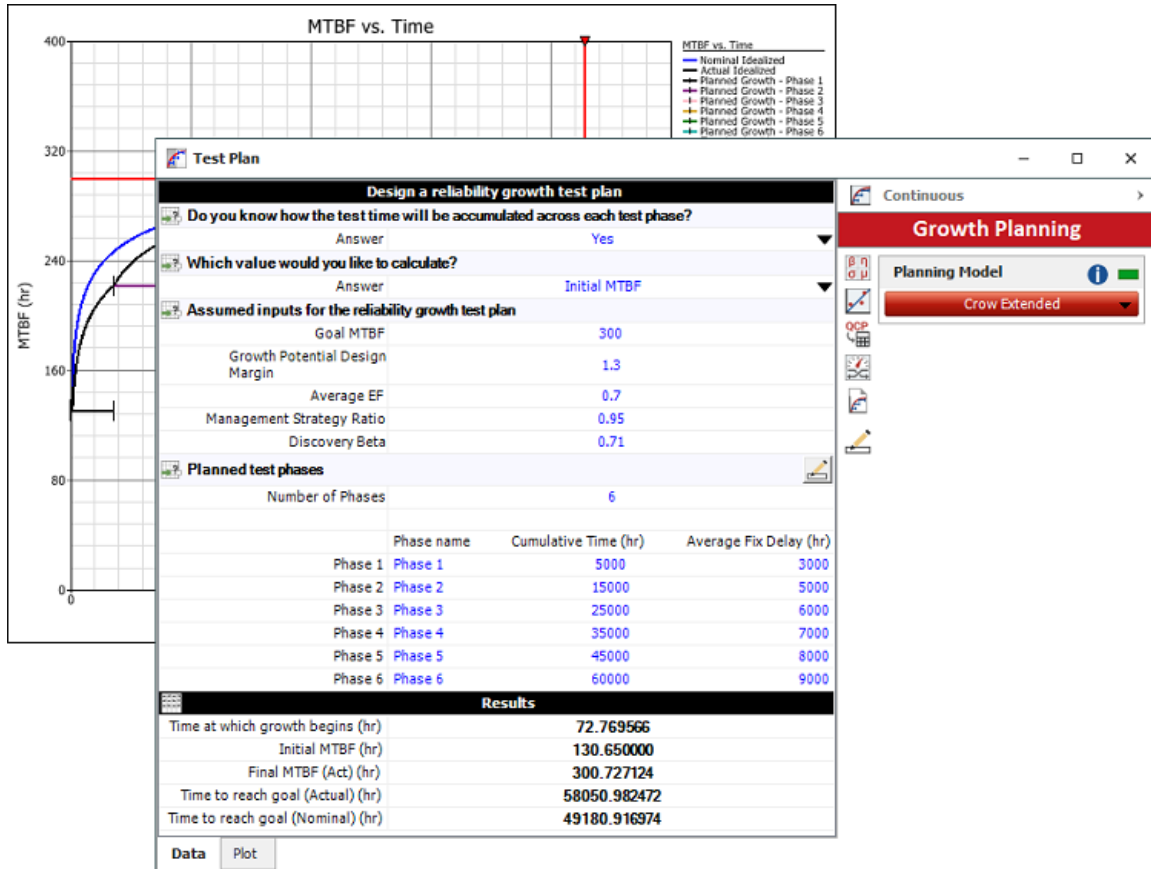 MTBF vs. Time
400
320
240
160
80
0
0
MTBF (hr)
MTBF vs. Time
Nominal Idealized
Actual Idealized
Planned Growth - Phase 1
Planned Growth - Phase 2
Planned Growth - Phase 3
Planned Growth - Phase 4
Planned Growth - Phase 5
Planned Growth - Phase 6
Test Plan
Design a reliability growth test plan
Do you know how the test time will be accumulated across each test phase?
Answer Yes
Which value would you like to calculate?
Answer Initial MTBF
Assumed inputs for the reliability growth test plan
Goal MTBF 300
Growth Potential Design
Margin 1.3
Average EF 0.7
Management Strategy Ratio 0.95
Discovery Beta 0.71
Planned test phases
Number of Phases 6
Phase name Cumulative Time (hr) Average Fix Delay (hr)
Phase 1 Phase 1 5000 3000
Phase 2 Phase 2 15000 5000
Phase 3 Phase 3 25000 6000
Phase 4 Phase 4 35000 7000
Phase 5 Phase 5 45000 8000
Phase 6 Phase 6 60000 9000
Results
Time at which growth begins (hr) 72.769566
Initial MTBF (hr) 130.650000
Final MTBF (Act) (hr) 300.727124
Time to reach goal (Actual) (hr) 58050.982472
Time to reach goal (Nominal) (hr) 49180.916974
Data Plot
Continuous
Growth Planning
β η
σ μ
QCP
Planning Model
Crow Extended